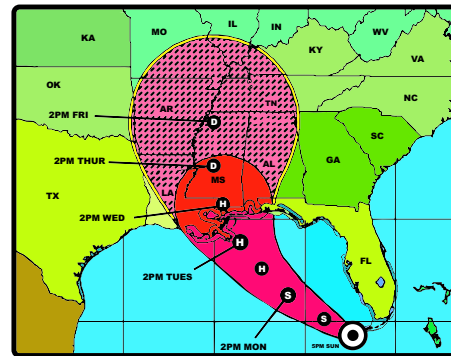 IL
IN
MO
WV
KA
KY
VA
OK
AR
TN
NC
2PM FRI
D
SC
2PM THUR
D
AL
GA
MS
TX
LA
H
2PM WED
H
FL
H
2PM TUES
S
S
2PM MON
5PM SUN